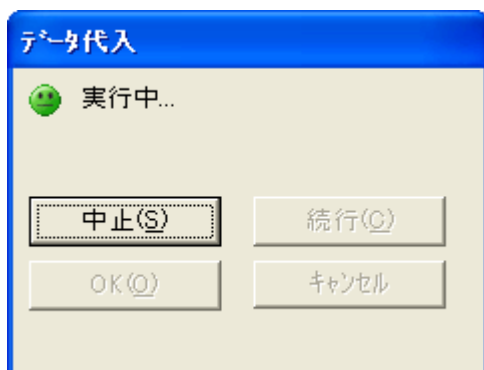 ﾃﾞｰﾀ代入
実行中...
中止(S)
続行(C)
OK(O)
ｷｬﾝｾﾙ